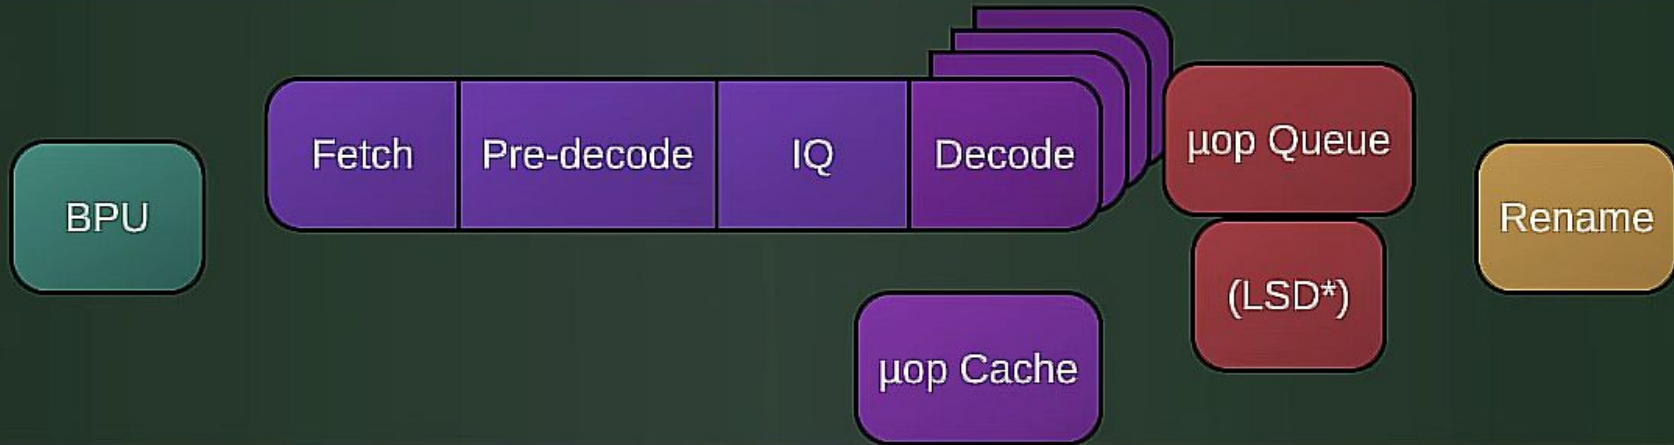 BPU
Fetch
Pre-decode
IQ
Decode
µop Queue
(LSD*)
µop Cache
Rename